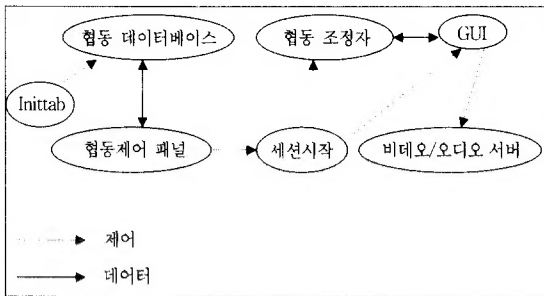 협동 데이터베이스
협동 조정자
GUI
Inittab
협동제어 패널
세션시작
비데오/오디오 서버
제어
데어터